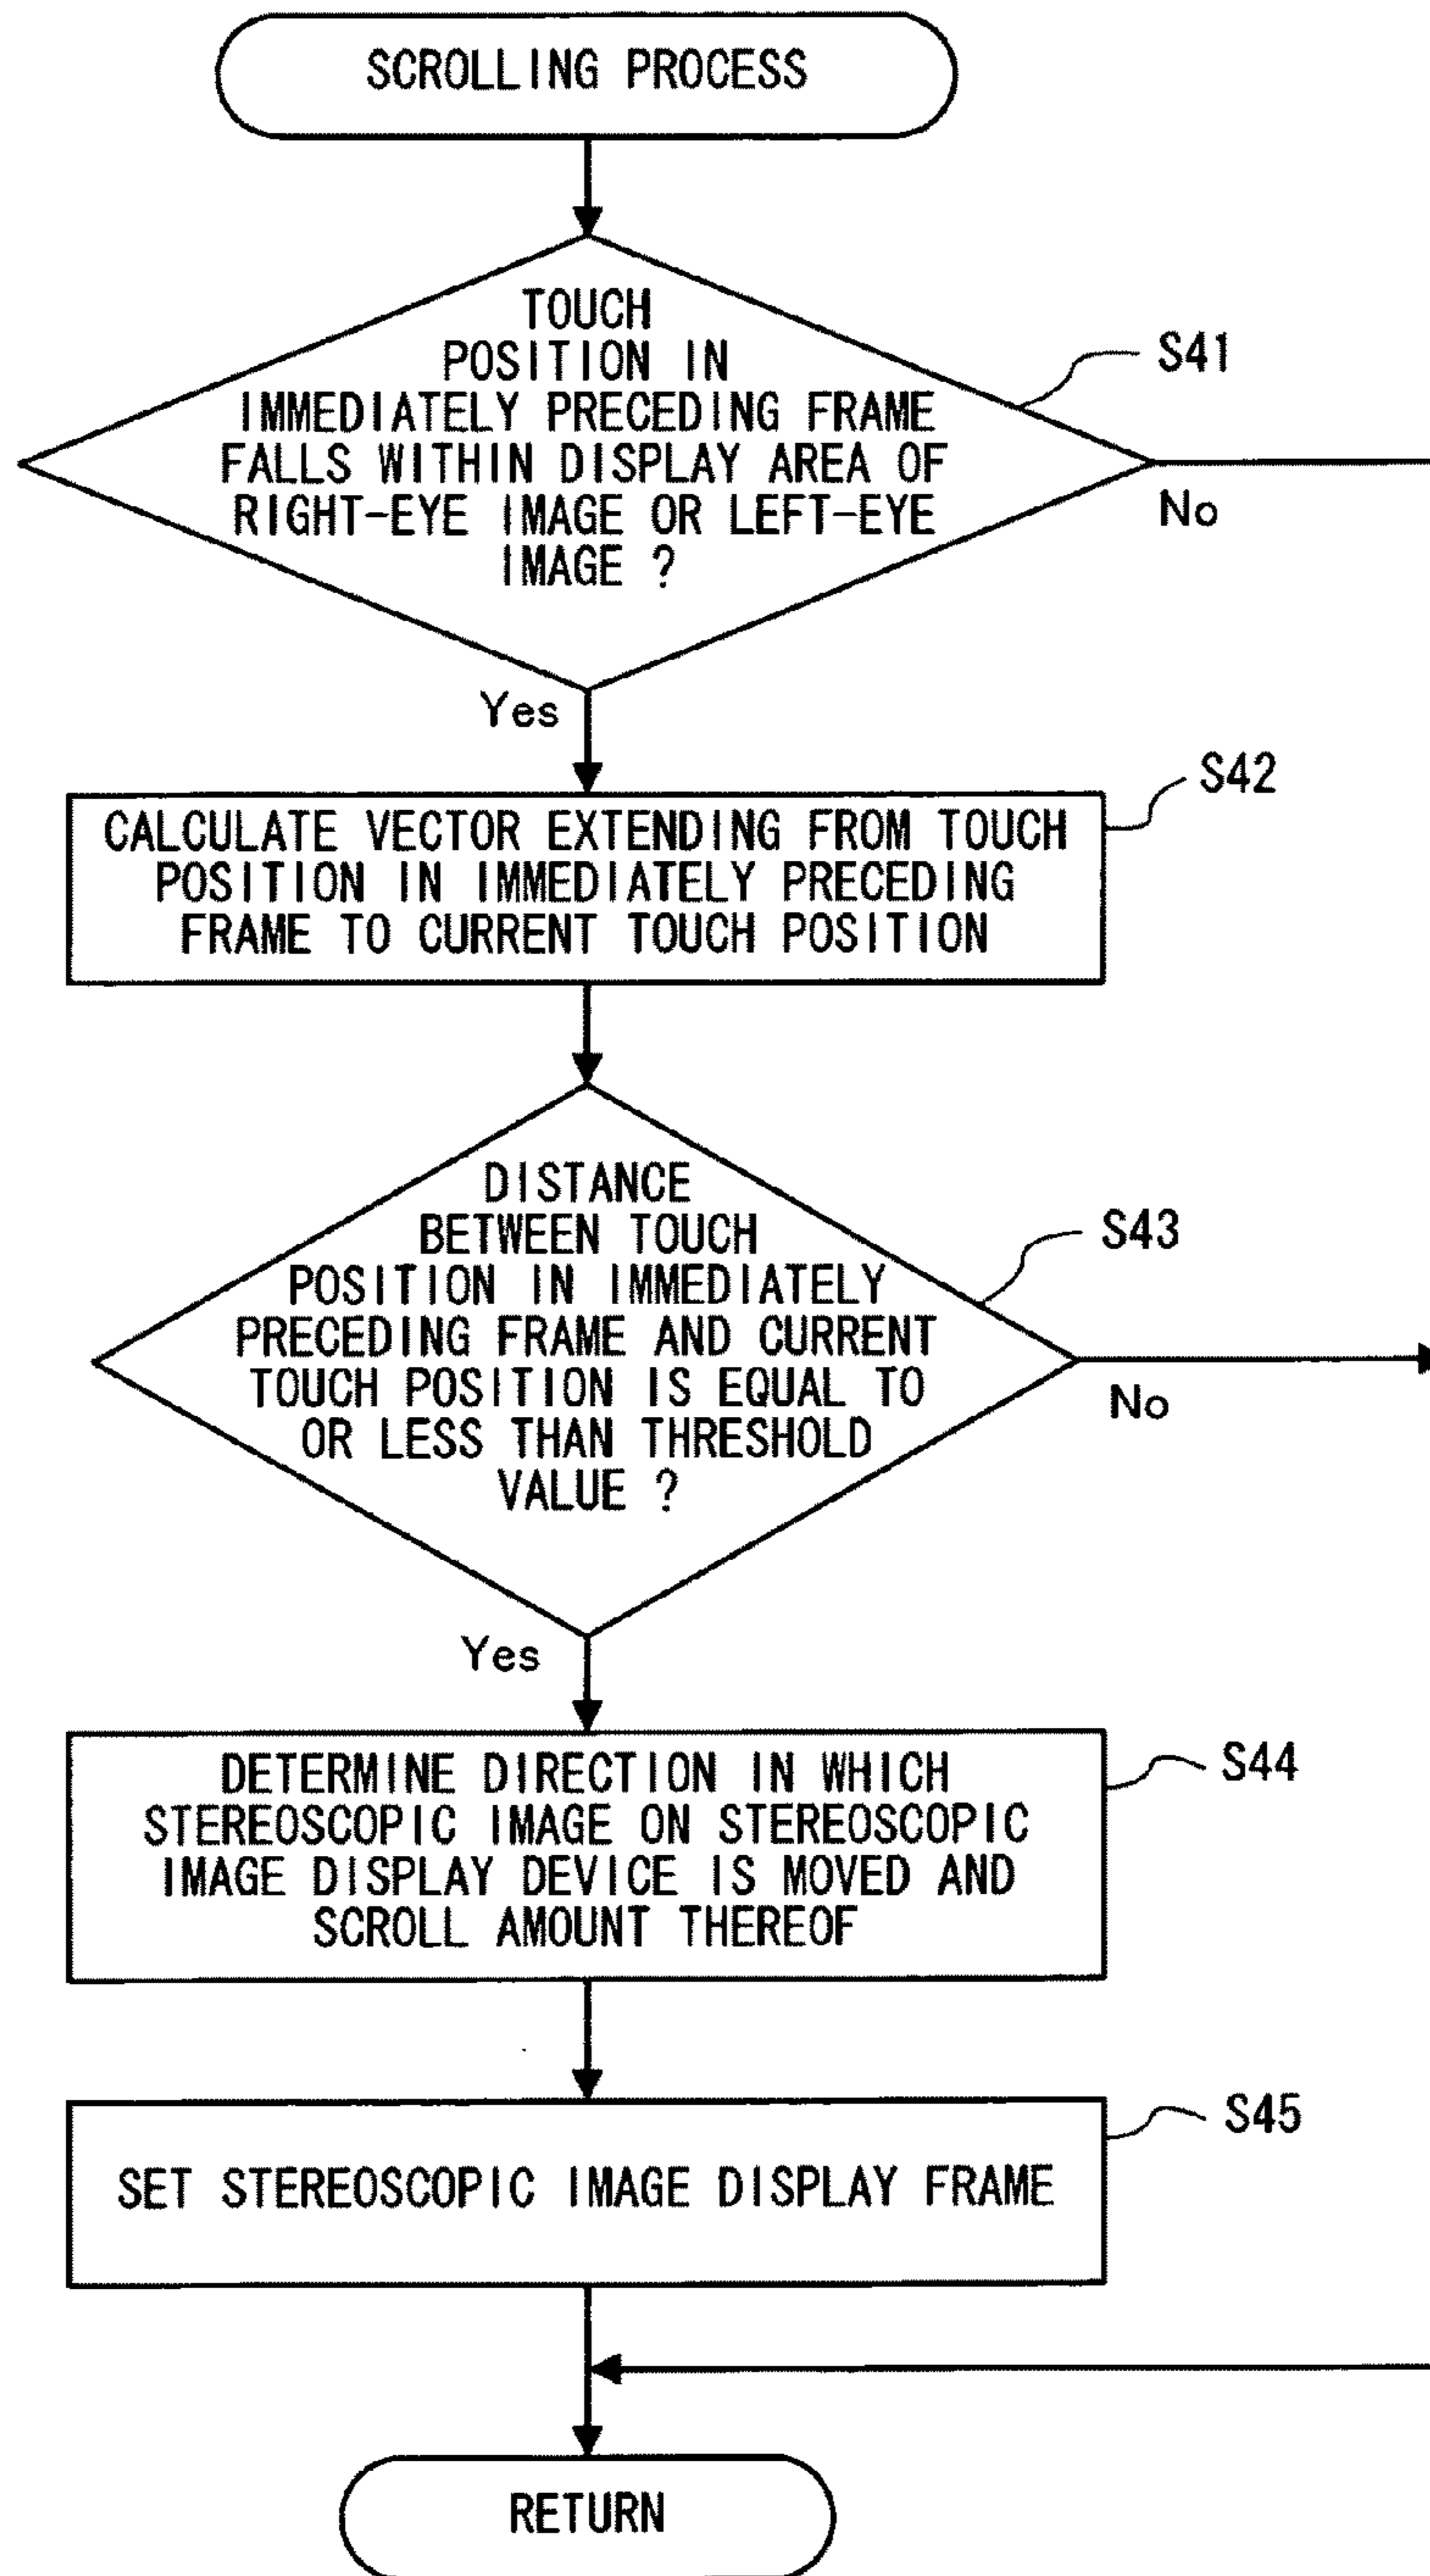 SCROLLING PROCESS
TOUCH
POSITION IN
IMMEDIATELY PRECEDING FRAME
FALLS WITHIN DISPLAY AREA OF
RIGHT-EYE IMAGE OR LEFT-EYE
IMAGE ?
S41
No
Yes
S42
CALCULATE VECTOR EXTENDING FROM TOUCH
POSITION IN IMMEDIATELY PRECEDING
FRAME TO CURRENT TOUCH POSITION
DISTANCE
BETWEEN TOUCH
POSITION IN IMMEDIATELY
PRECEDING FRAME AND CURRENT
TOUCH POSITION IS EQUAL TO
OR LESS THAN THRESHOLD
VALUE ?
S43
No
Yes
S44
DETERMINE DIRECTION IN WHICH
STEREOSCOPIC IMAGE ON STEREOSCOPIC
IMAGE DISPLAY DEVICE IS MOVED AND
SCROLL AMOUNT THEREOF
S45
SET STEREOSCOPIC IMAGE DISPLAY FRAME
RETURN